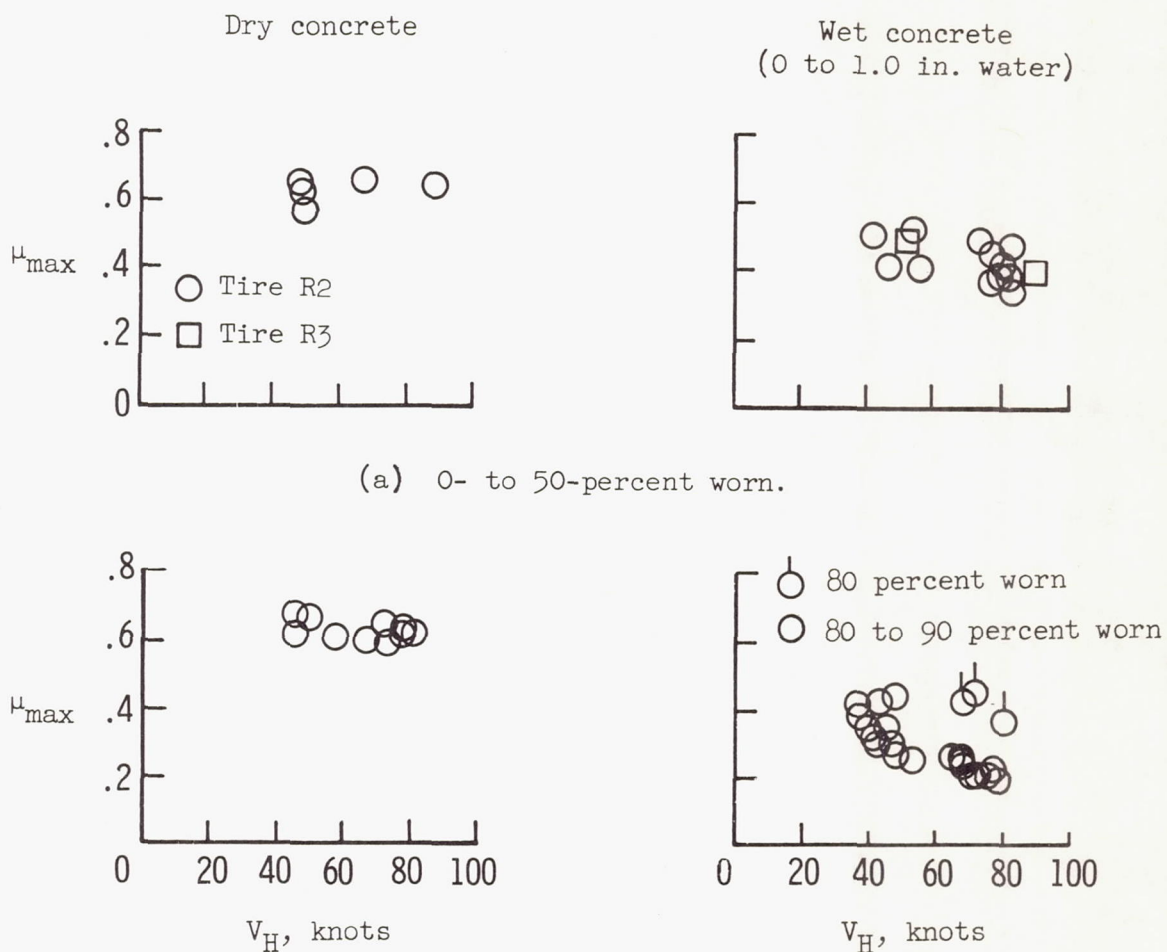 Dry concrete
Wet concrete
(0 to 1.0 in. water)
.8
.6
μmax
.4
.2
0
Tire R2
Tire R3
(a) 0- to 50-percent worn.
.8
.6
μmax
.4
.2
80 percent worn
80 to 90 percent worn
0 20 40 60 80 100
0 20 40 60 80 100
VH, knots
VH, knots